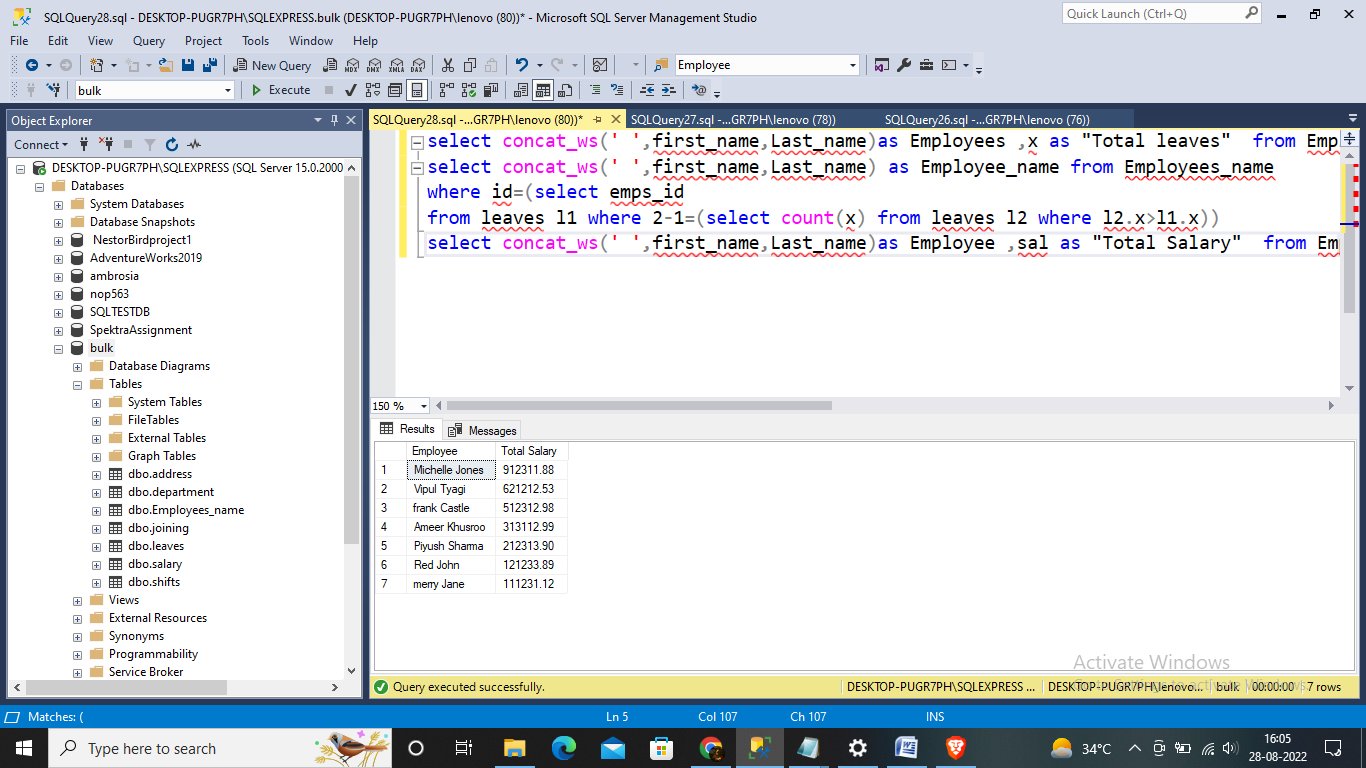 SQLQuery28.sql - DESKTOP-PUGR7PH\SQLEXPRESS.bulk (DESKTOP-PUGR7PH\lenovo (80))* - Microsoft SQL Server Management Studio
Quick Launch (Ctrl+Q)
File Edit View Query Project Tools Window Help
New Query MDX DMX XMLA DAX Employee
bulk Execute
Object Explorer
SQLQuery28.sql -...GR7PH\lenovo (80))* SQLQuery27.sql -...GR7PH\lenovo (78)) SQLQuery26.sql -...GR7PH\lenovo (76))
Connect
DESKTOP-PUGR7PH\SQLEXPRESS (SQL Server 15.0.2000
Databases
System Databases
Database Snapshots
NestorBirdproject1
AdventureWorks2019
ambrosia
nop563
SQLTESTDB
SpektraAssignment
bulk
Database Diagrams
Tables
System Tables
FileTables
External Tables
Graph Tables
dbo.address
dbo.department
dbo.Employees_name
dbo.joining
dbo.leaves
dbo.salary
dbo.shifts
Views
External Resources
Synonyms
Programmability
Service Broker
select concat_ws(' ',first_name,Last_name)as Employees ,x as "Total leaves"  from Emp
select concat_ws(' ',first_name,Last_name) as Employee_name from Employees_name
where id=(select emps_id
from leaves l1 where 2-1=(select count(x) from leaves l2 where l2.x>l1.x))
select concat_ws(' ',first_name,Last_name)as Employee ,sal as "Total Salary"  from Em
150 %
Results Messages
Employee Total Salary
1 Michelle Jones 912311.88
2 Vipul Tyagi 621212.53
3 frank Castle 512312.98
4 Ameer Khusroo 313112.99
5 Piyush Sharma 212313.90
6 Red John 121233.89
7 merry Jane 111231.12
Activate Windows
Go to Settings to activate Windows.
Query executed successfully. DESKTOP-PUGR7PH\SQLEXPRESS ... DESKTOP-PUGR7PH\lenovo... bulk 00:00:00 7 rows
Matches: ( Ln 5 Col 107 Ch 107 INS
Type here to search
34°C
16:05
28-08-2022